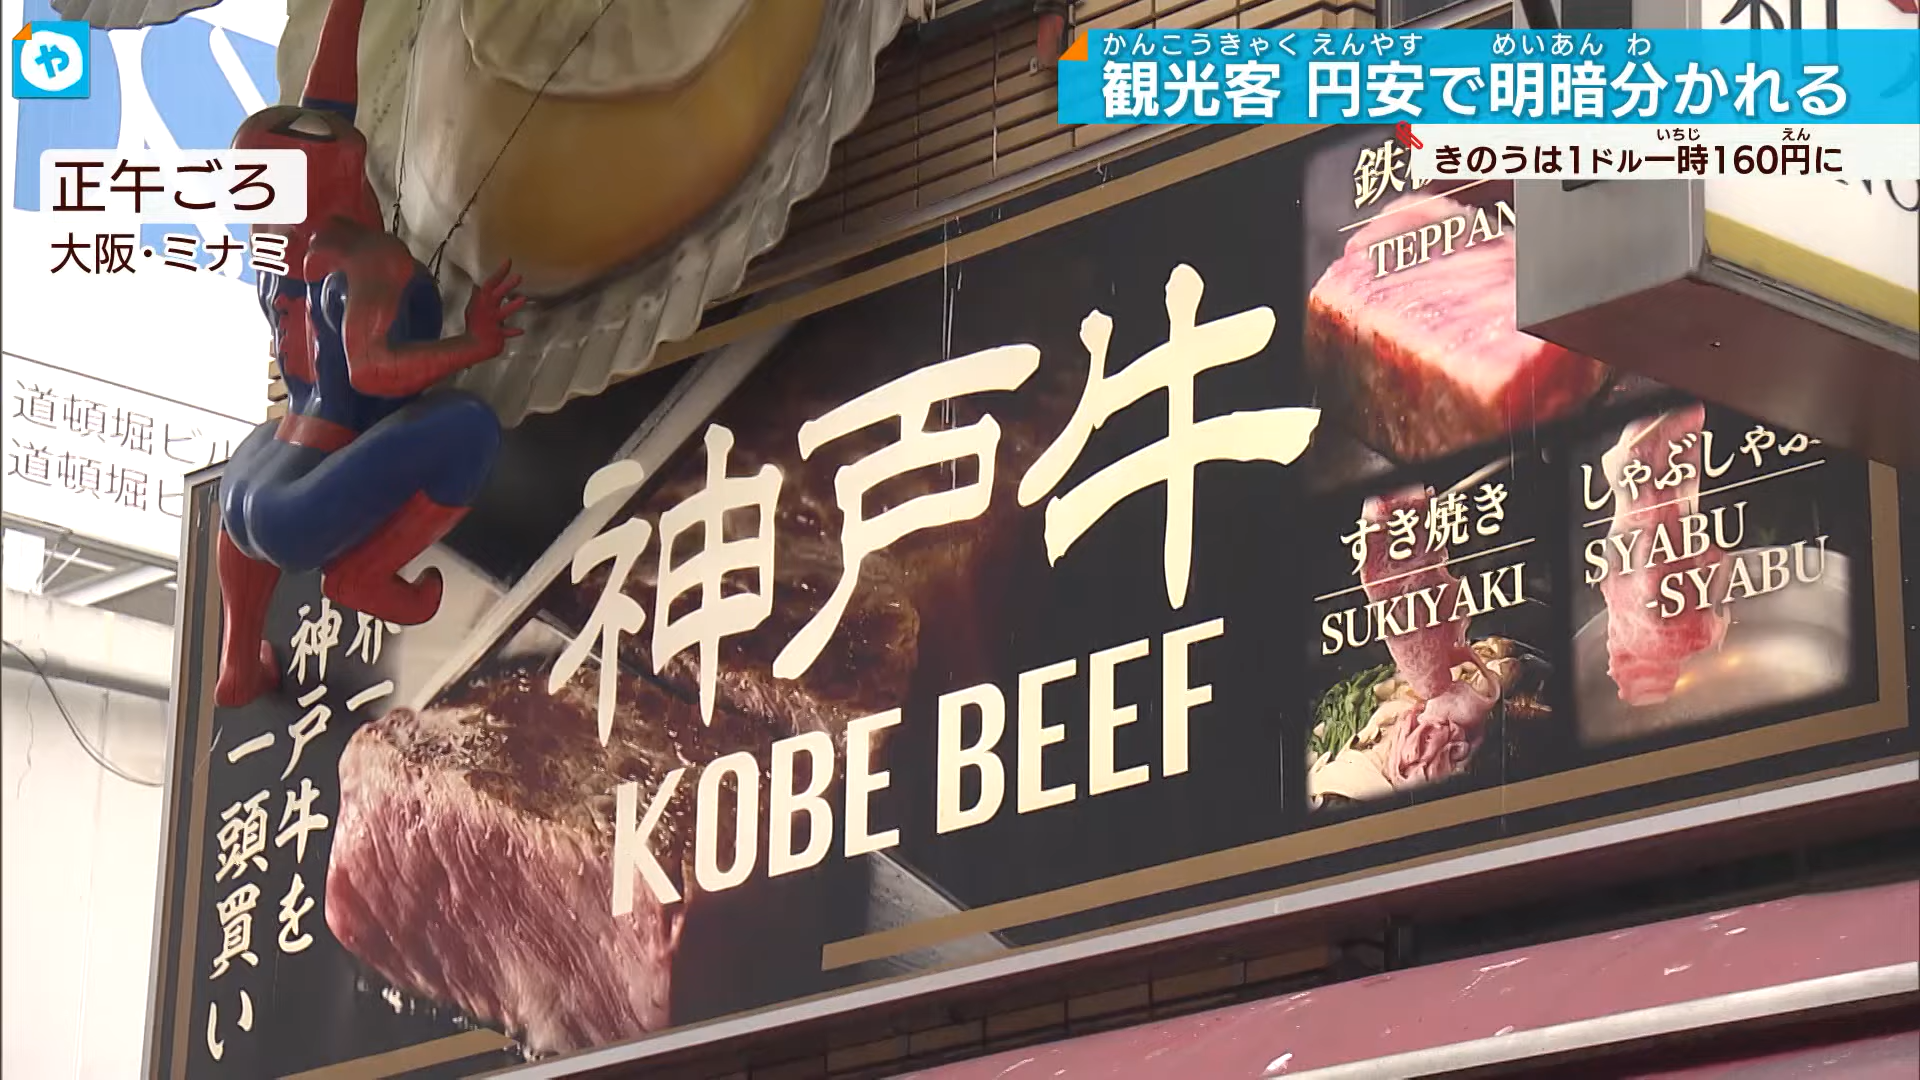 や
かんこうきゃく えんやす めいあん わ
観光客 円安で明暗分かれる
いちじ えん
きのうは1ドル一時160円に
正午ごろ
大阪・ミナミ
道頓堀ビル
道頓堀ビ
神戸牛
KOBE BEEF
神戸牛を
一頭買い
鉄
TEPPAN
すき焼き
SUKIYAKI
しゃぶしゃぶ
SYABU
-SYABU